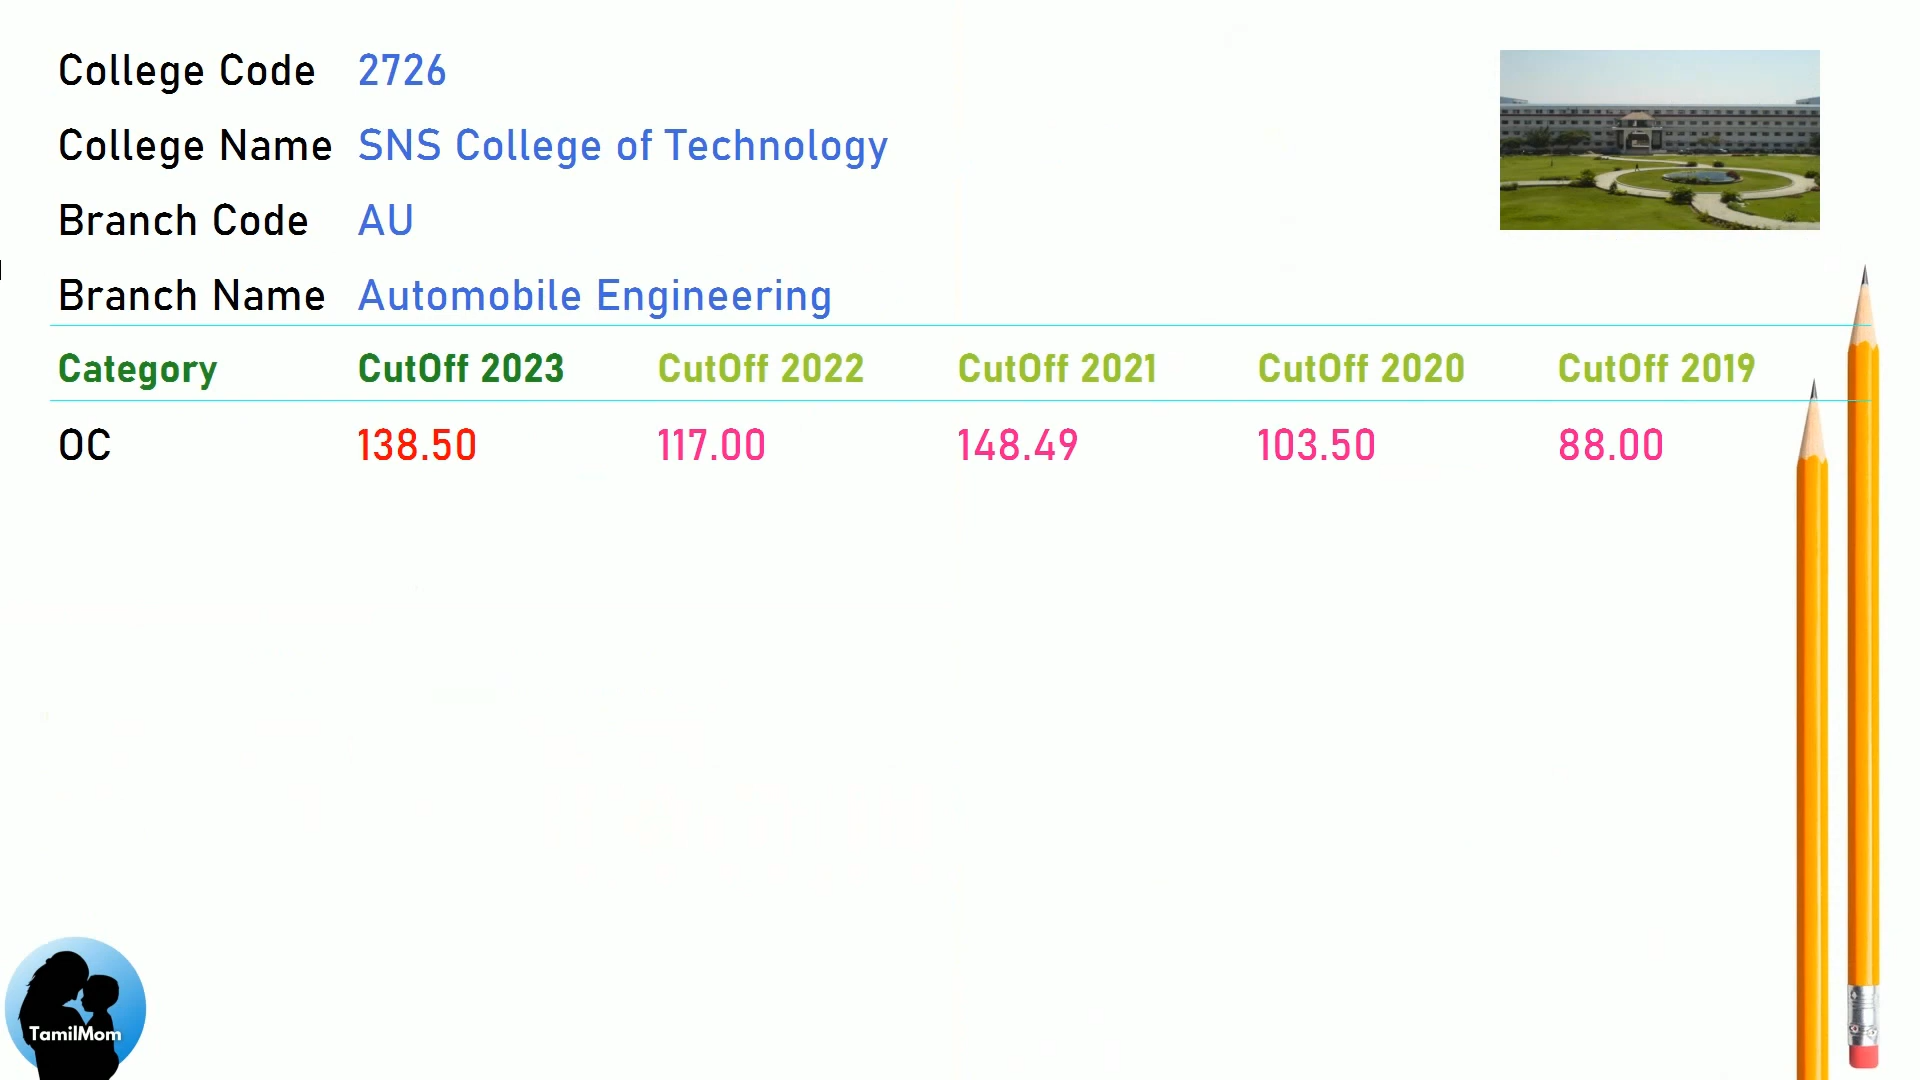 College Code 2726
College Name SNS College of Technology
Branch Code AU
Branch Name Automobile Engineering
Category CutOff 2023 CutOff 2022 CutOff 2021 CutOff 2020 CutOff 2019
OC 138.50 117.00 148.49 103.50 88.00
TamilMom